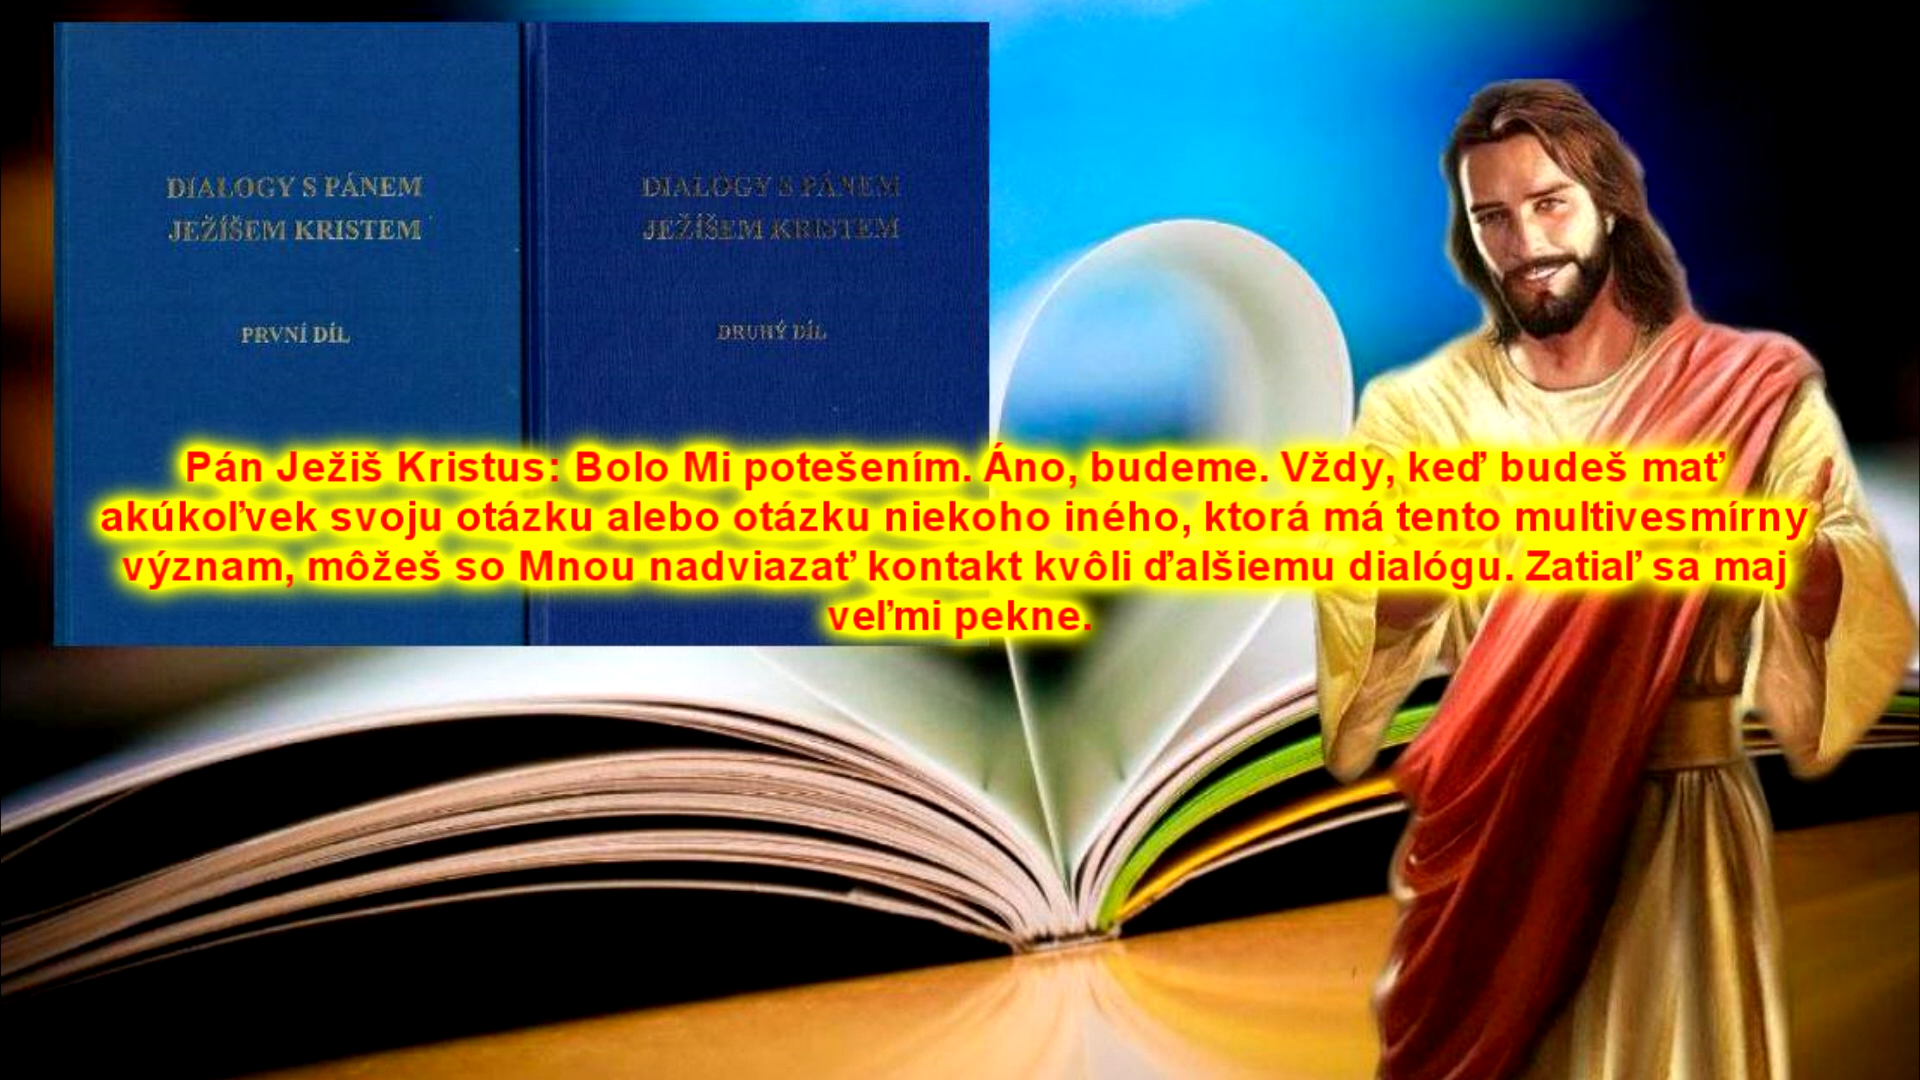 DIALOGY S PÁNEM
JEŽÍŠEM KRISTEM
PRVNÍ DÍL
DIALOGY S PÁNEM
JEŽÍŠEM KRISTEM
DRUHÝ DÍL
Pán Ježiš Kristus: Bolo Mi potešením. Áno, budeme. Vždy, keď budeš mať
akúkoľvek svoju otázku alebo otázku niekoho iného, ktorá má tento multivesmírny
význam, môžeš so Mnou nadviazať kontakt kvôli ďalšiemu dialógu. Zatiaľ sa maj
veľmi pekne.